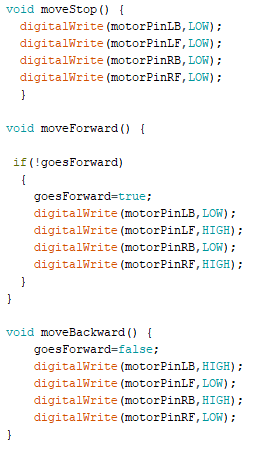 void moveStop() {
  digitalWrite(motorPinLB,LOW);
  digitalWrite(motorPinLF,LOW);
  digitalWrite(motorPinRB,LOW);
  digitalWrite(motorPinRF,LOW);
  }

void moveForward() {

 if(!goesForward)
  {
    goesForward=true;
    digitalWrite(motorPinLB,LOW);
    digitalWrite(motorPinLF,HIGH);
    digitalWrite(motorPinRB,LOW);
    digitalWrite(motorPinRF,HIGH);
  }
}

void moveBackward() {
    goesForward=false;
    digitalWrite(motorPinLB,HIGH);
    digitalWrite(motorPinLF,LOW);
    digitalWrite(motorPinRB,HIGH);
    digitalWrite(motorPinRF,LOW);
}